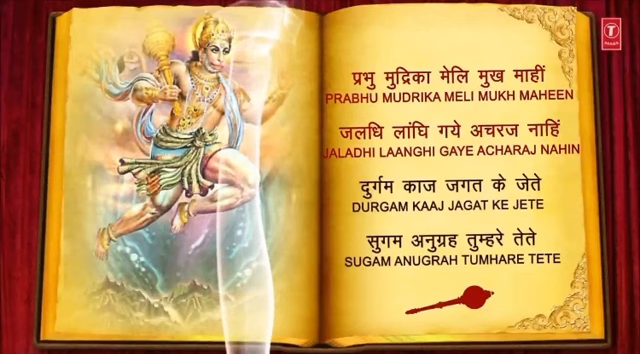 प्रभु मुद्रिका मेलि मुख माहीं
PRABHU MUDRIKA MELI MUKH MAHEEN
जलधि लांघि गये अचरज नाहिं
JALADHI LAANGHI GAYE ACHARAJ NAHIN
दुर्गम काज जगत के जेते
DURGAM KAAJ JAGAT KE JETE
सुगम अनुग्रह तुम्हरे तेते
SUGAM ANUGRAH TUMHARE TETE
T